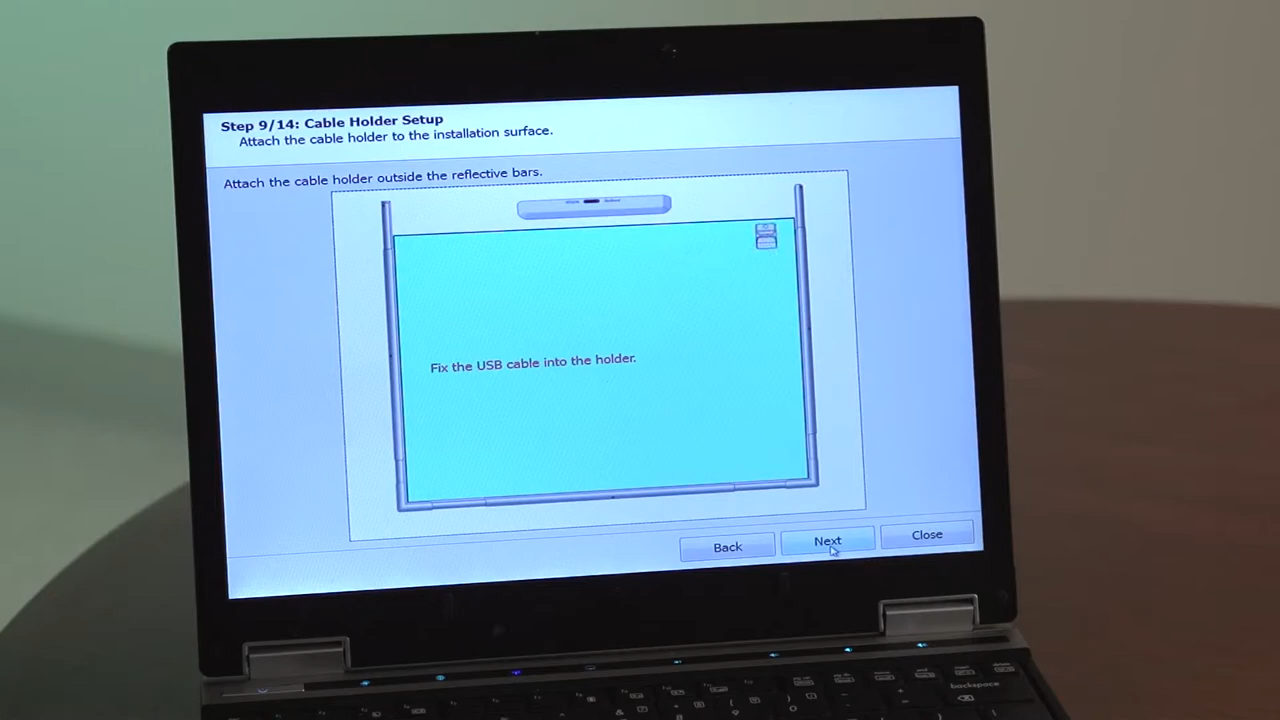 Step 9/14: Cable Holder Setup
Attach the cable holder to the installation surface.
Attach the cable holder outside the reflective bars.
Fix the USB cable into the holder.
Back
Next
Close
backspace